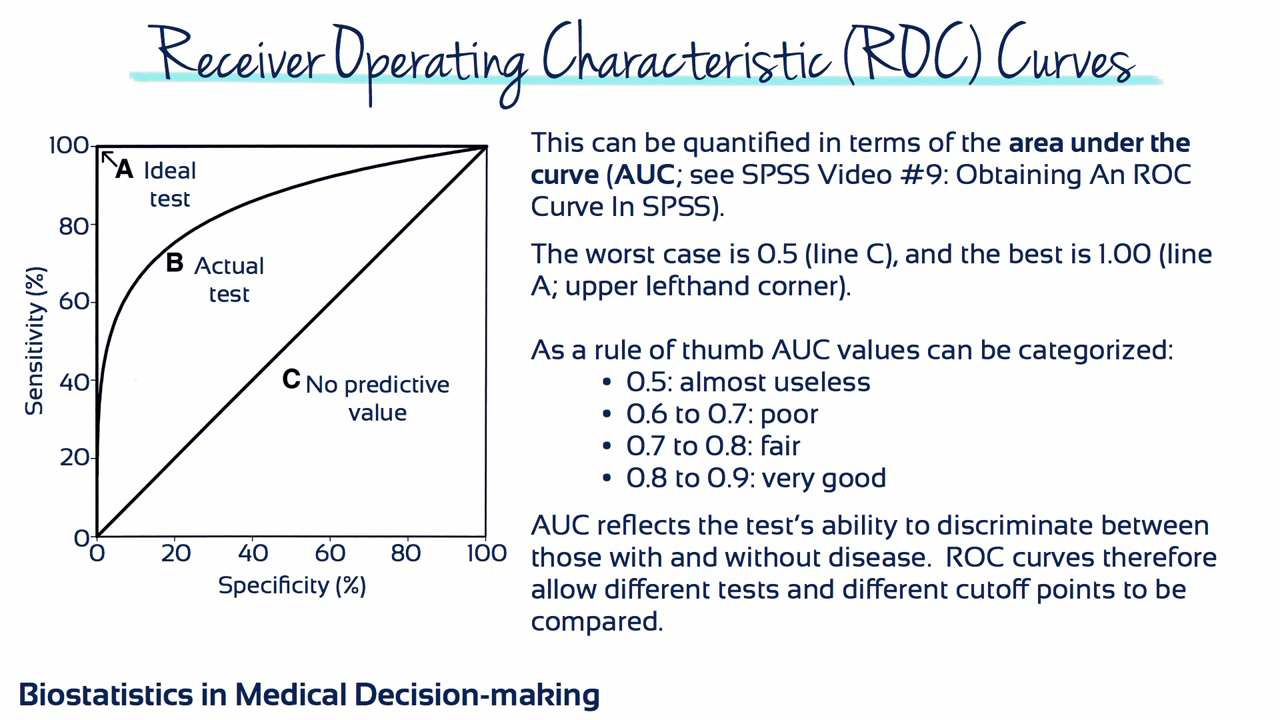 Receiver Operating Characteristic (ROC) Curves
100
80
60
40
20
0
Sensitivity (%)
A Ideal
test
B Actual
test
C No predictive
value
0 20 40 60 80 100
Specificity (%)
This can be quantified in terms of the area under the
curve (AUC; see SPSS Video #9: Obtaining An ROC
Curve In SPSS).
The worst case is 0.5 (line C), and the best is 1.00 (line
A; upper lefthand corner).
As a rule of thumb AUC values can be categorized:
• 0.5: almost useless
• 0.6 to 0.7: poor
• 0.7 to 0.8: fair
• 0.8 to 0.9: very good
AUC reflects the test's ability to discriminate between
those with and without disease. ROC curves therefore
allow different tests and different cutoff points to be
compared.
Biostatistics in Medical Decision-making